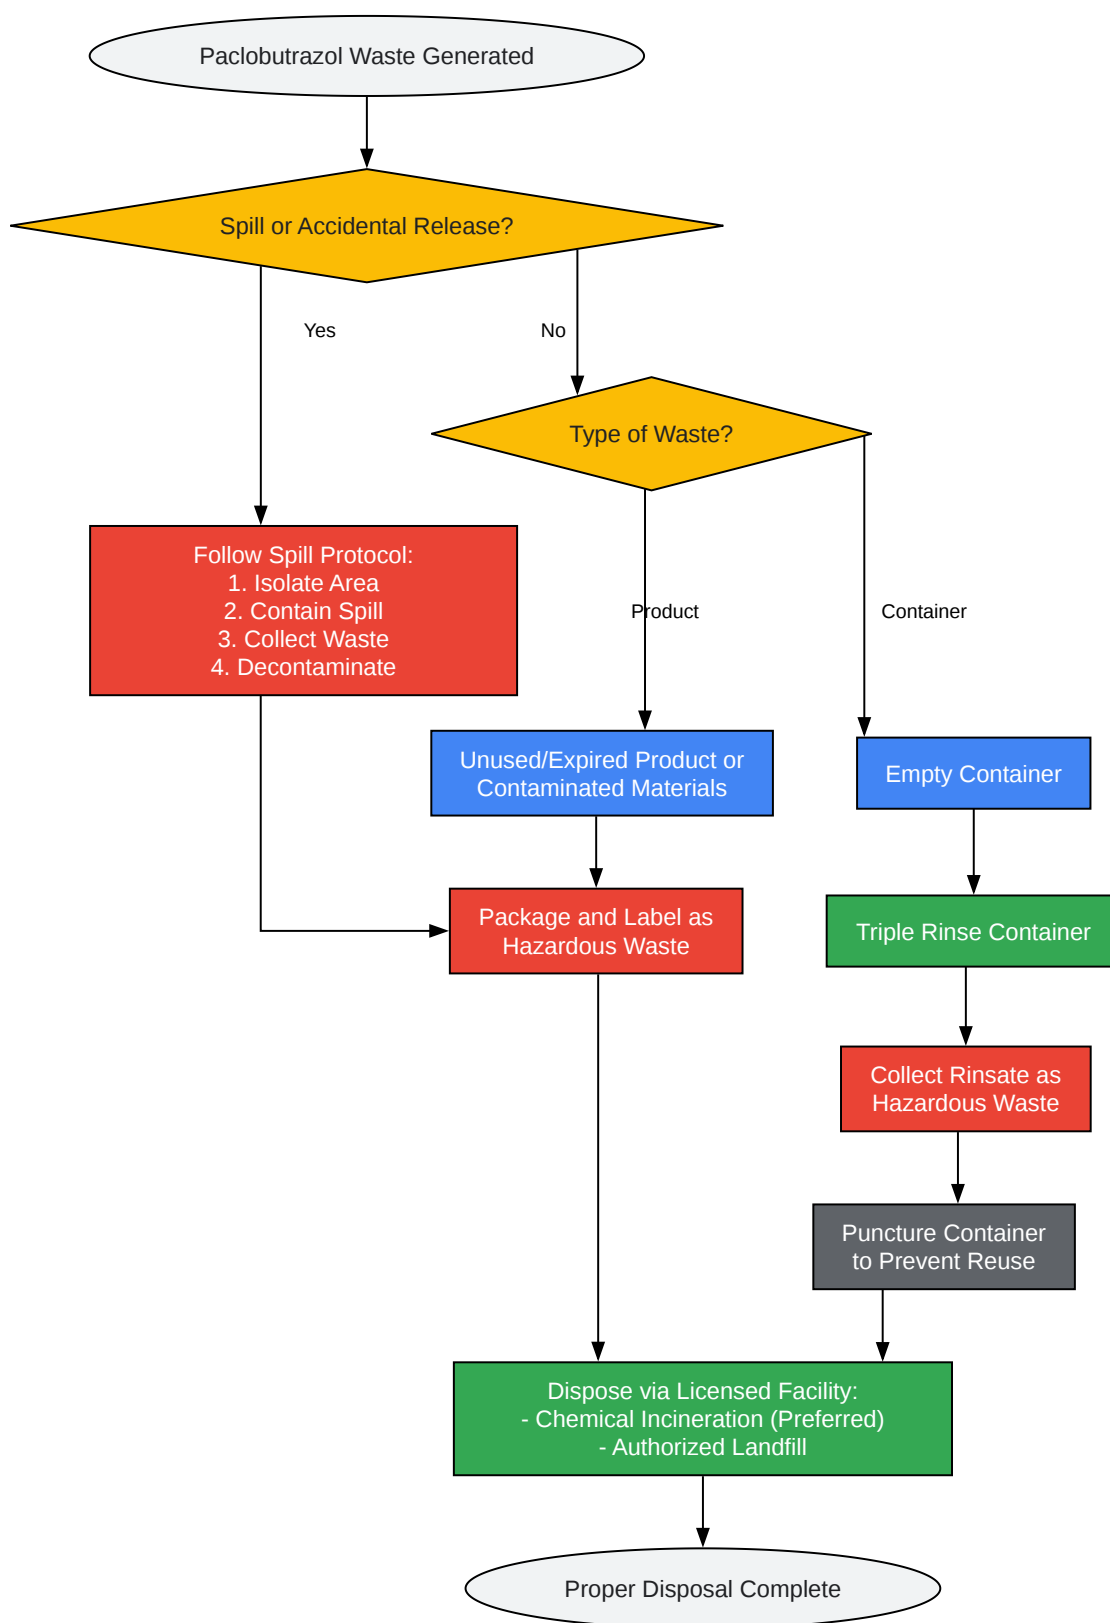 Paclobutrazol Waste Generated
Spill or Accidental Release?
Yes
No
Type of Waste?
Follow Spill Protocol:
1. Isolate Area
2. Contain Spill
3. Collect Waste
4. Decontaminate
Product
Container
Unused/Expired Product or
Contaminated Materials
Empty Container
Package and Label as
Hazardous Waste
Triple Rinse Container
Collect Rinsate as
Hazardous Waste
Puncture Container
to Prevent Reuse
Dispose via Licensed Facility:
- Chemical Incineration (Preferred)
- Authorized Landfill
Proper Disposal Complete